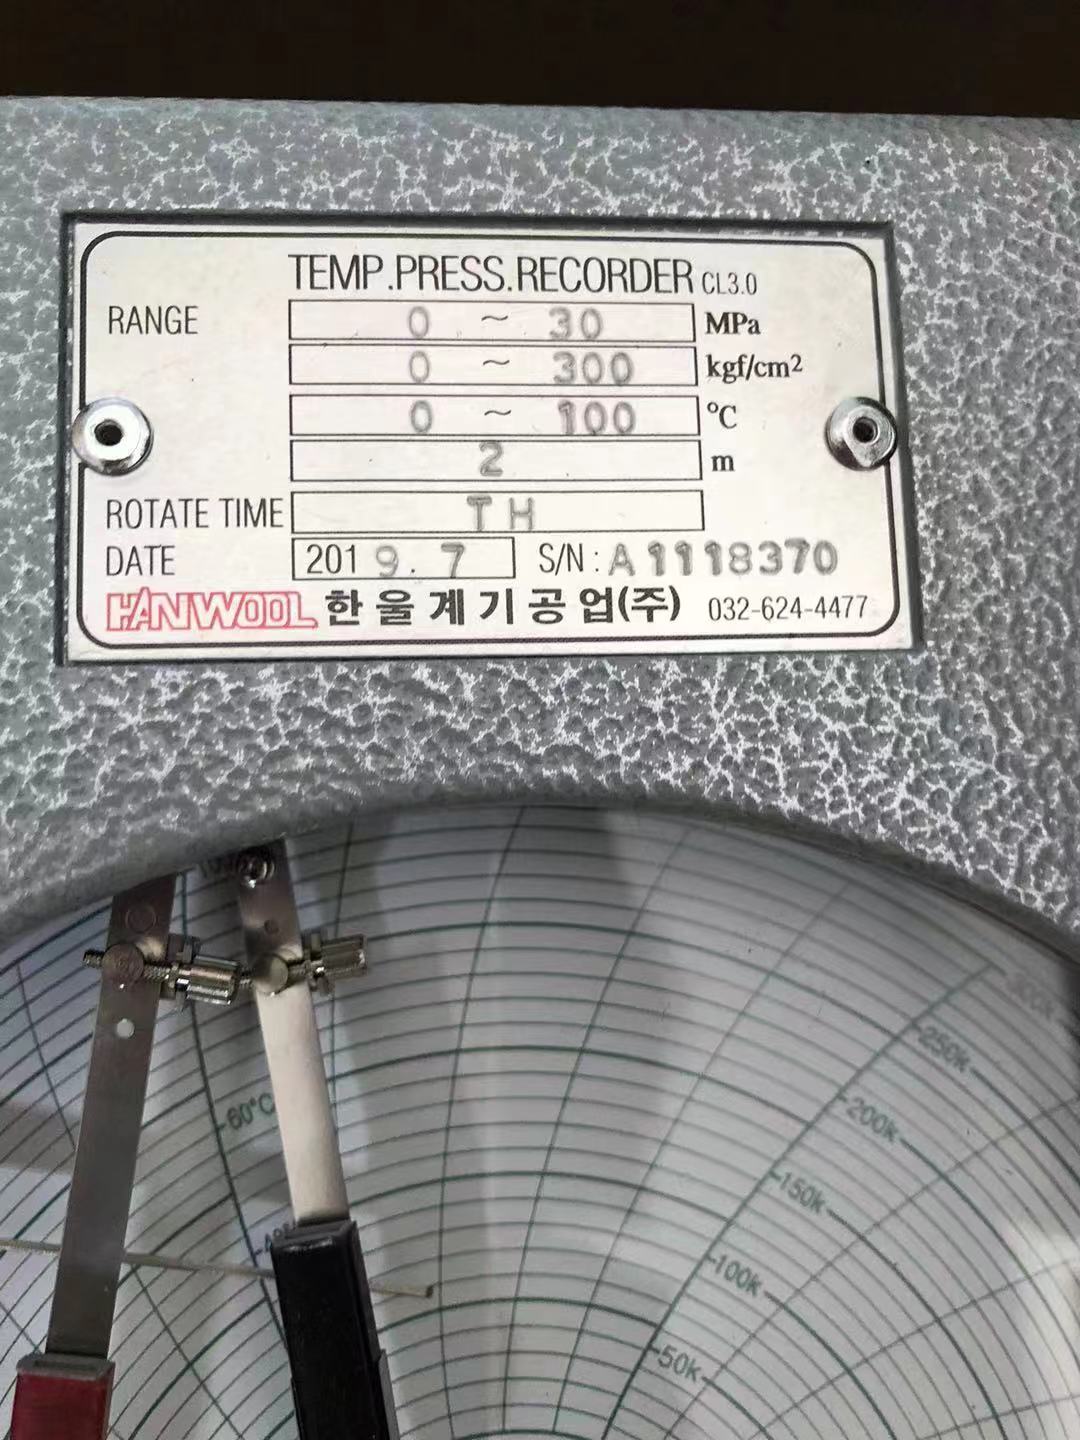 TEMP.PRESS.RECORDER CL3.0
RANGE 0 ~ 30 MPa
0 ~ 300 kgf/cm2
0 ~ 100 °C
2 m
ROTATE TIME TH
DATE 2019.7 S/N: A1118370
HANWOOL 한울계기공업(주) 032-624-4477
250k
60°C
200k
150k
100k
50k